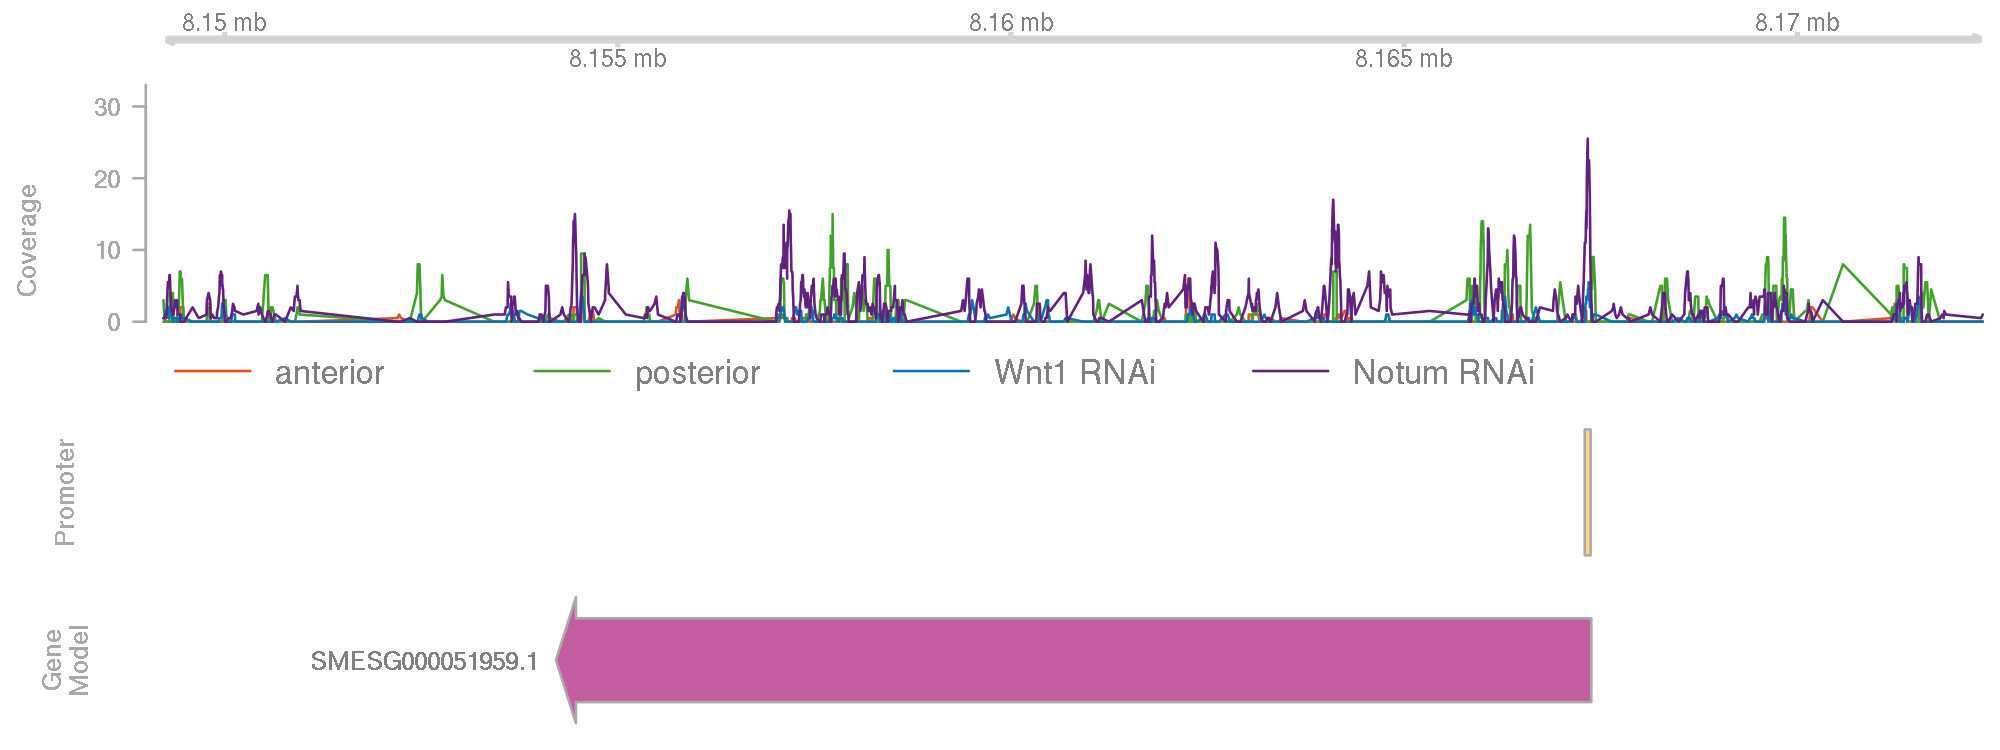 8.15 mb 8.16 mb 8.17 mb
8.155 mb 8.165 mb
Coverage
30
20
10
0
anterior posterior Wnt1 RNAi Notum RNAi
Promoter
Gene
Model
SMESG000051959.1